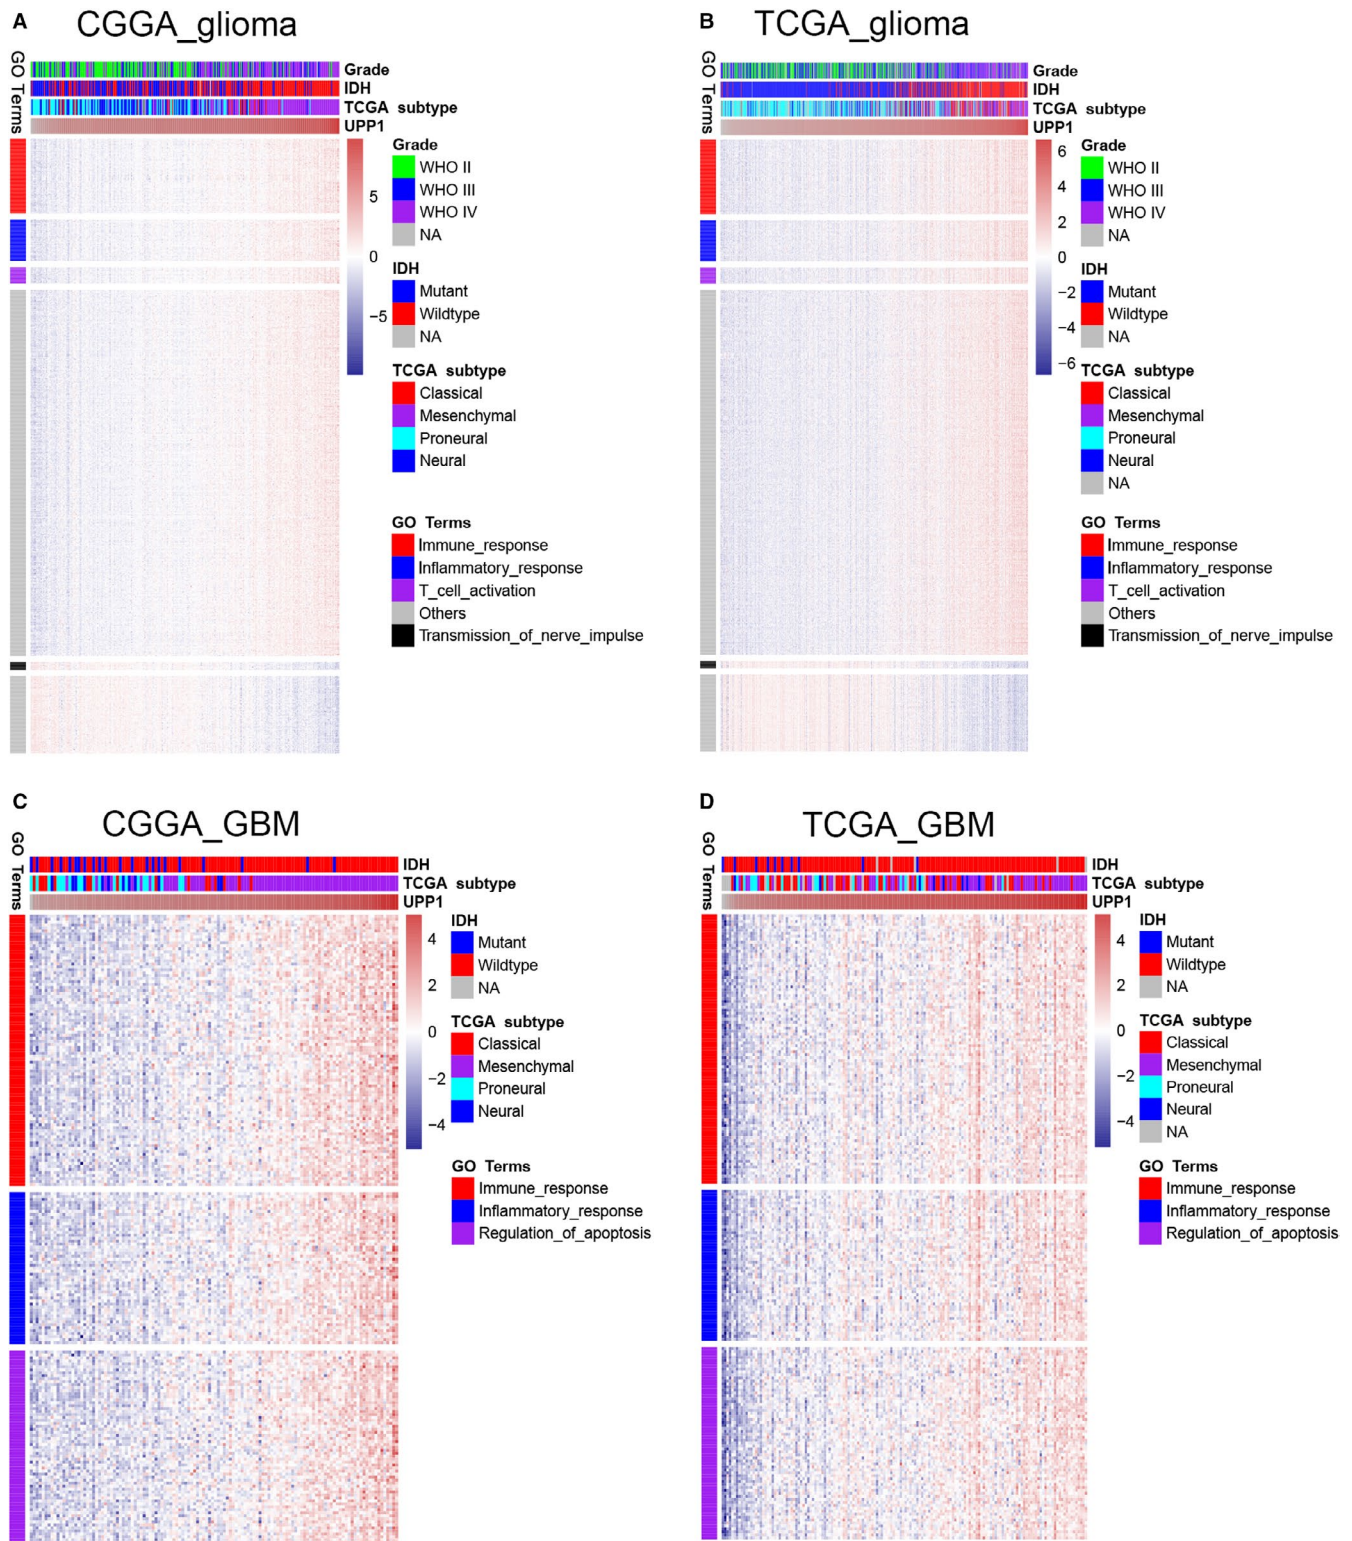 A CGGA_glioma
GO Terms
Grade
IDH
TCGA subtype
UPP1
5
0
−5
Grade
WHO II
WHO III
WHO IV
NA
IDH
Mutant
Wildtype
NA
TCGA subtype
Classical
Mesenchymal
Proneural
Neural
GO Terms
Immune_response
Inflammatory_response
T_cell_activation
Others
Transmission_of_nerve_impulse
B TCGA_glioma
GO Terms
Grade
IDH
TCGA subtype
UPP1
6
4
2
0
−2
−4
−6
Grade
WHO II
WHO III
WHO IV
NA
IDH
Mutant
Wildtype
NA
TCGA subtype
Classical
Mesenchymal
Proneural
Neural
NA
GO Terms
Immune_response
Inflammatory_response
T_cell_activation
Others
Transmission_of_nerve_impulse
C CGGA_GBM
GO Terms
IDH
TCGA subtype
UPP1
4
2
0
−2
−4
IDH
Mutant
Wildtype
NA
TCGA subtype
Classical
Mesenchymal
Proneural
Neural
GO Terms
Immune_response
Inflammatory_response
Regulation_of_apoptosis
D TCGA_GBM
GO Terms
IDH
TCGA subtype
UPP1
4
2
0
−2
−4
IDH
Mutant
Wildtype
NA
TCGA subtype
Classical
Mesenchymal
Proneural
Neural
NA
GO Terms
Immune_response
Inflammatory_response
Regulation_of_apoptosis